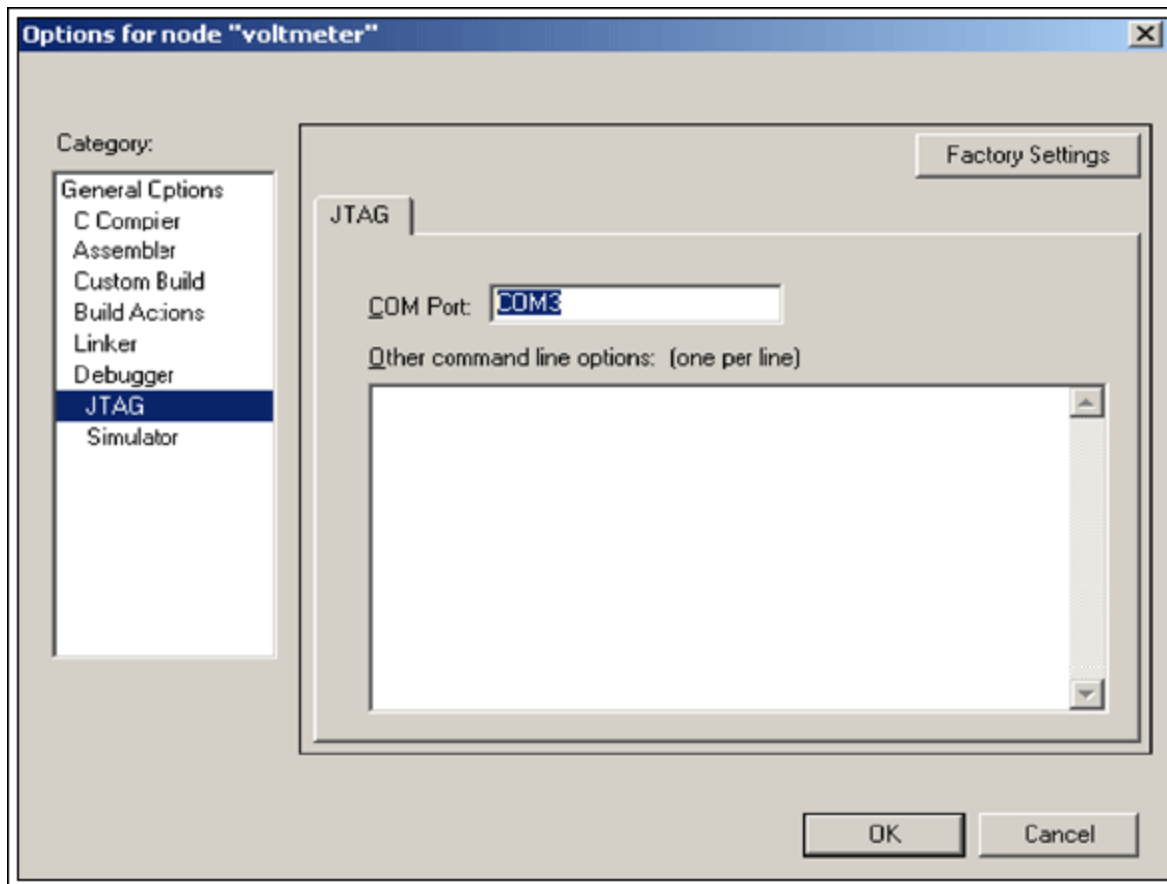 Options for node "voltmeter"
Category:
General Options
C Compier
Assembler
Custom Build
Build Actions
Linker
Debugger
JTAG
Simulator
Factory Settings
JTAG
COM Port: COM3
Other command line options: (one per line)
OK
Cancel